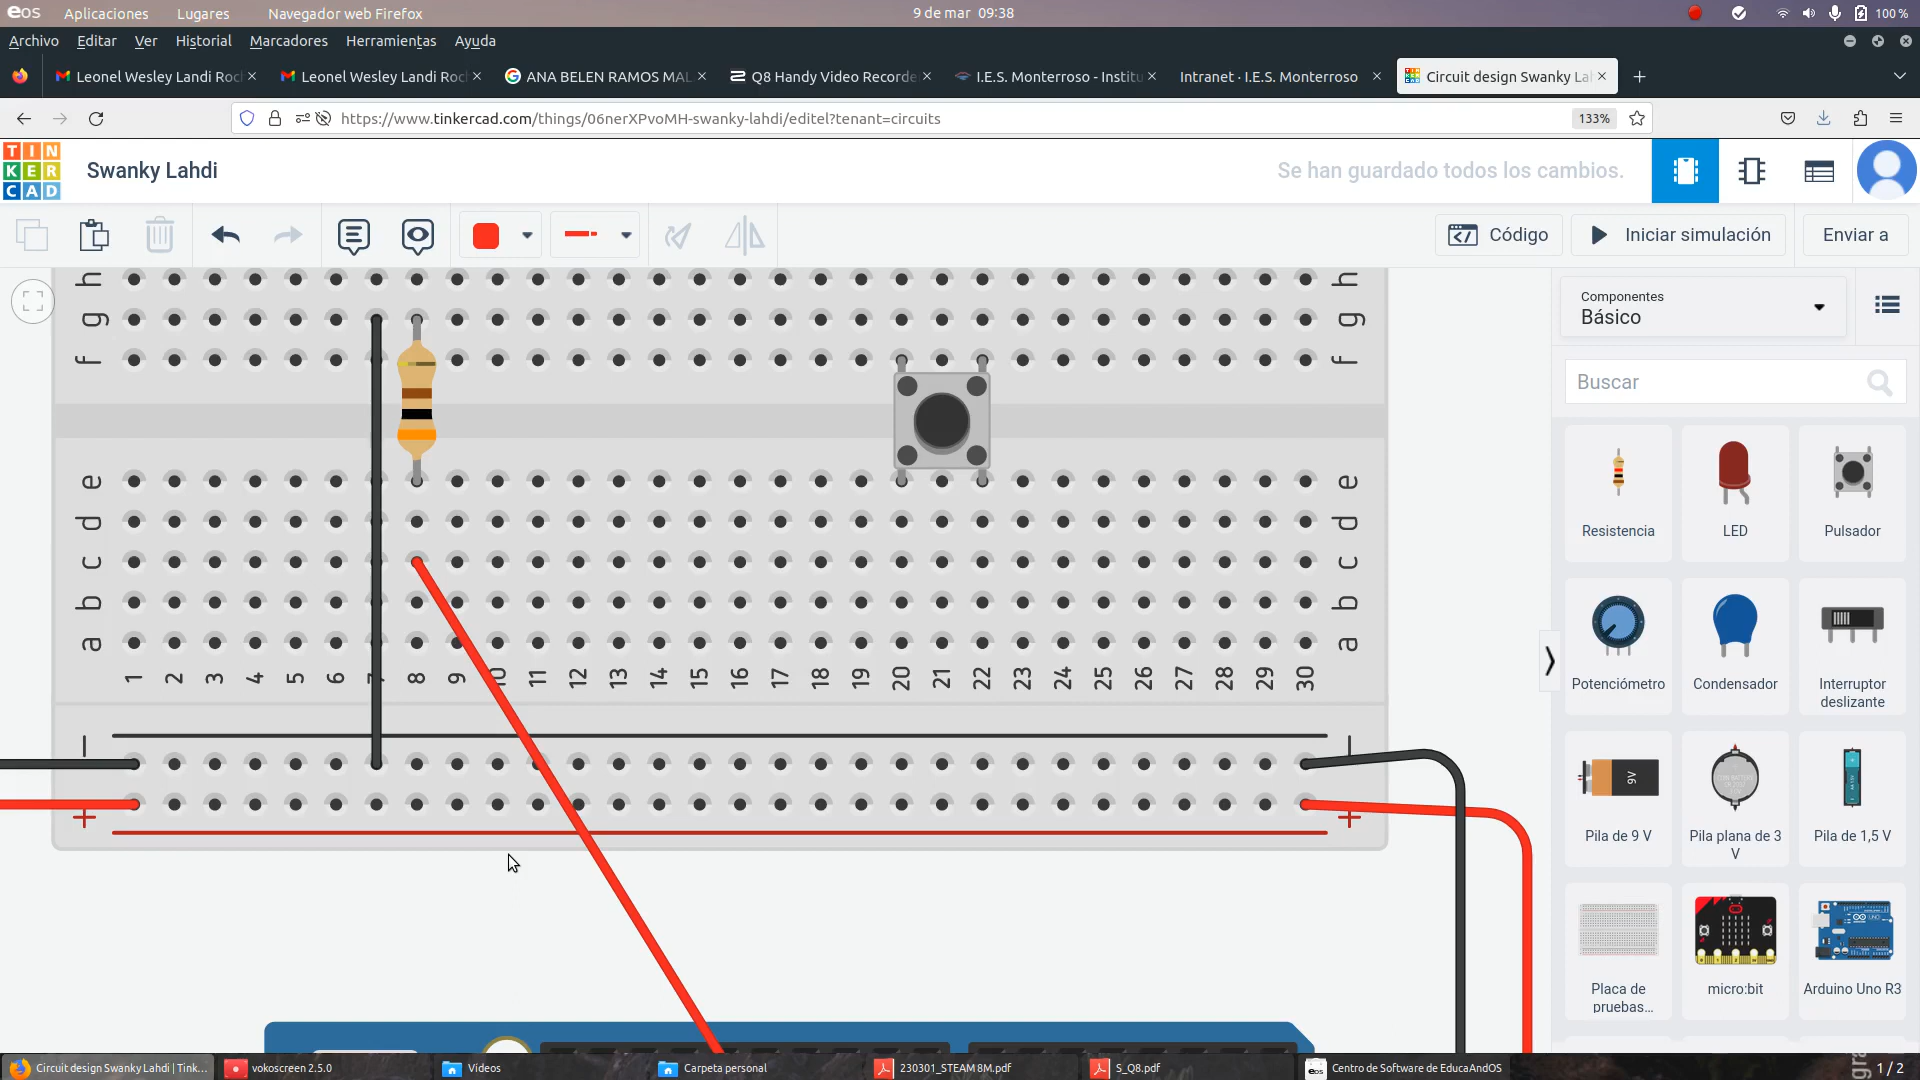 eos Aplicaciones Lugares Navegador web Firefox 9 de mar 09:38 100 %
Archivo Editar Ver Historial Marcadores Herramientas Ayuda
Leonel Wesley Landi Roc Leonel Wesley Landi Roc ANA BELEN RAMOS MAL Q8 Handy Video Recorde I.E.S. Monterroso - Institu Intranet · I.E.S. Monterroso Circuit design Swanky La
https://www.tinkercad.com/things/06nerXPvoMH-swanky-lahdi/editel?tenant=circuits 133%
TIN
KER
CAD
Swanky Lahdi
Se han guardado todos los cambios.
Código Iniciar simulación Enviar a
Componentes
Básico
Buscar
h h
g g
f f
e e
d d
c c
b b
a a
1 2 3 4 5 6 7 8 9 10 11 12 13 14 15 16 17 18 19 20 21 22 23 24 25 26 27 28 29 30
Resistencia LED Pulsador
Potenciómetro Condensador Interruptor
deslizante
9V
Pila de 9 V Pila plana de 3
V Pila de 1,5 V
Placa de
pruebas... micro:bit Arduino Uno R3
Circuit design Swanky Lahdi | Tink... vokoscreen 2.5.0 Vídeos Carpeta personal 230301_STEAM 8M.pdf S_Q8.pdf eos Centro de Software de EducaAndOS 1 / 2